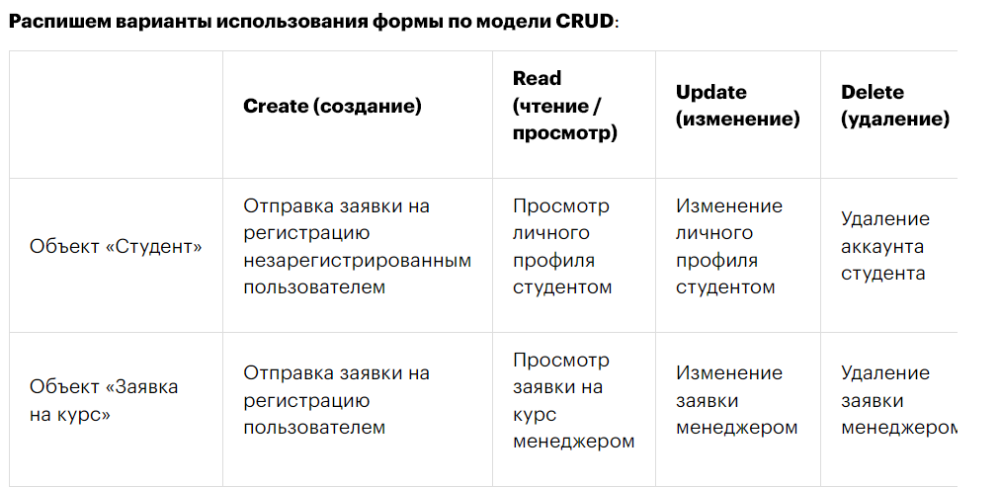 Распишем варианты использования формы по модели CRUD:
Create (создание)
Read
(чтение /
просмотр)
Update
(изменение)
Delete
(удаление)
Объект «Студент»
Отправка заявки на
регистрацию
незарегистрированным
пользователем
Просмотр
личного
профиля
студентом
Изменение
личного
профиля
студентом
Удаление
аккаунта
студента
Объект «Заявка
на курс»
Отправка заявки на
регистрацию
пользователем
Просмотр
заявки на
курс
менеджером
Изменение
заявки
менеджером
Удаление
заявки
менеджером